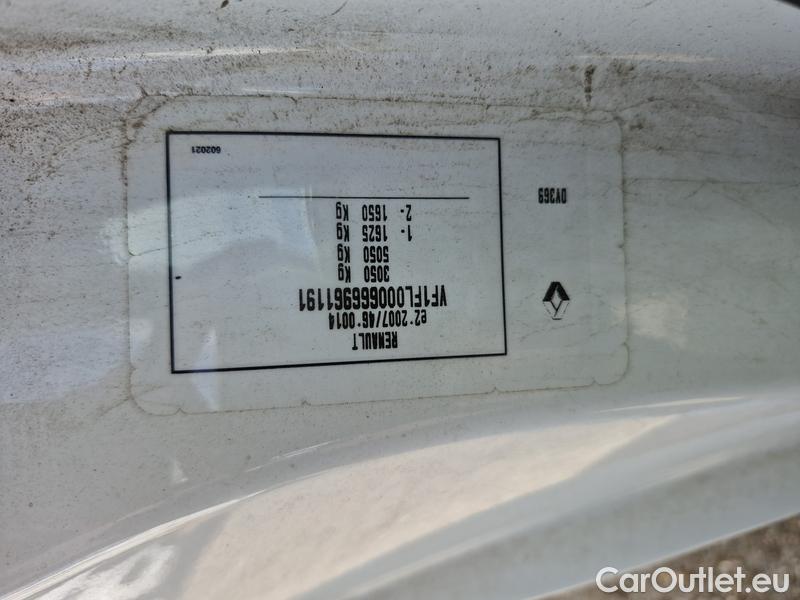 RENAULT
e2*2007/46*0014
VF1FL000666961191
3050 Kg
5050 Kg
1- 1625 Kg
2- 1650 Kg
602021
DV369
CarOutlet.eu